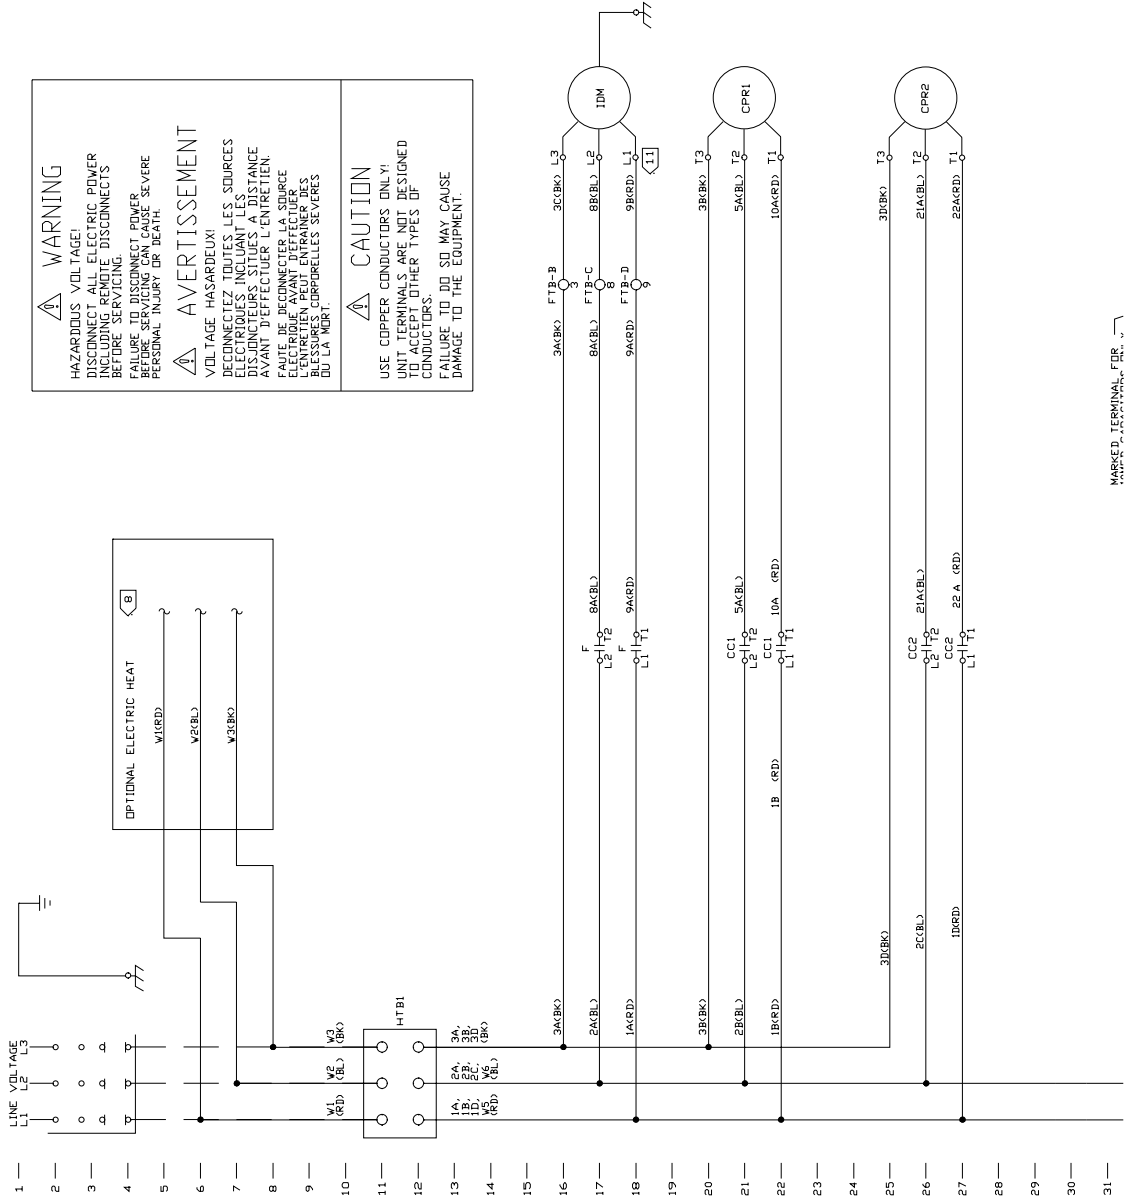 WARNING
HAZARDOUS VOLTAGE!
DISCONNECT ALL ELECTRIC POWER
INCLUDING REMOTE DISCONNECTS
BEFORE SERVICING.
FAILURE TO DISCONNECT POWER
BEFORE SERVICING CAN CAUSE SEVERE
PERSONAL INJURY OR DEATH.
AVERTISSEMENT
VOLTAGE HASARDEUX!
DECONNECTEZ TOUTES LES SOURCES
ELECTRIQUES INCLUANT LES
DISJONCTEURS SITUES A DISTANCE
AVANT D'EFFECTUER L'ENTRETIEN.
FAUTE DE DECONNECTER LA SOURCE
ELECTRIQUE AVANT D'EFFECTUER
L'ENTRETIEN PEUT ENTRAINER DES
BLESSURES CORPORELLES SEVERES
OU LA MORT.
CAUTION
USE COPPER CONDUCTORS ONLY!
UNIT TERMINALS ARE NOT DESIGNED
TO ACCEPT OTHER TYPES OF
CONDUCTORS.
FAILURE TO DO SO MAY CAUSE
DAMAGE TO THE EQUIPMENT.
OPTIONAL ELECTRIC HEAT
8
W1(RD)
W2(BL)
W3(BK)
LINE VOLTAGE
L1 L2 L3
W1 (RD)
W2 (BL)
W3 (BK)
HTB1
1A, 1B, 1D, W5 (RD)
2A, 2B, 2C, W6 (BL)
3A, 3B, 3D (BK)
3A(BK) 3A(BK) FTB-B 3 3C(BK) L3
2A(BL) L2 F T2 8A(BL) 8A(BL) FTB-C 8 8B(BL) L2
1A(RD) L1 F T1 9A(RD) 9A(RD) FTB-D 9 9B(RD) L1
11
IDM
3B(BK) 3B(BK) T3
2B(BL) L2 CC1 T2 5A(BL) 5A(BL) T2
1B(RD) 1B (RD) L1 CC1 T1 10A (RD) 10A(RD) T1
CPR1
3D(BK) 3D(BK) T3
2C(BL) L2 CC2 T2 21A(BL) 21A(BL) T2
1D(RD) L1 CC2 T1 22 A (RD) 22A(RD) T1
CPR2
MARKED TERMINAL FOR
1
2
3
4
5
6
7
8
9
10
11
12
13
14
15
16
17
18
19
20
21
22
23
24
25
26
27
28
29
30
31